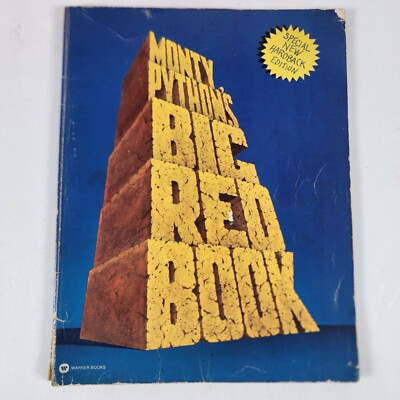 SPECIAL
NEW
HARDBACK
EDITION
MONTY
PYTHON'S
BIG
RED
BOOK
WARNER BOOKS